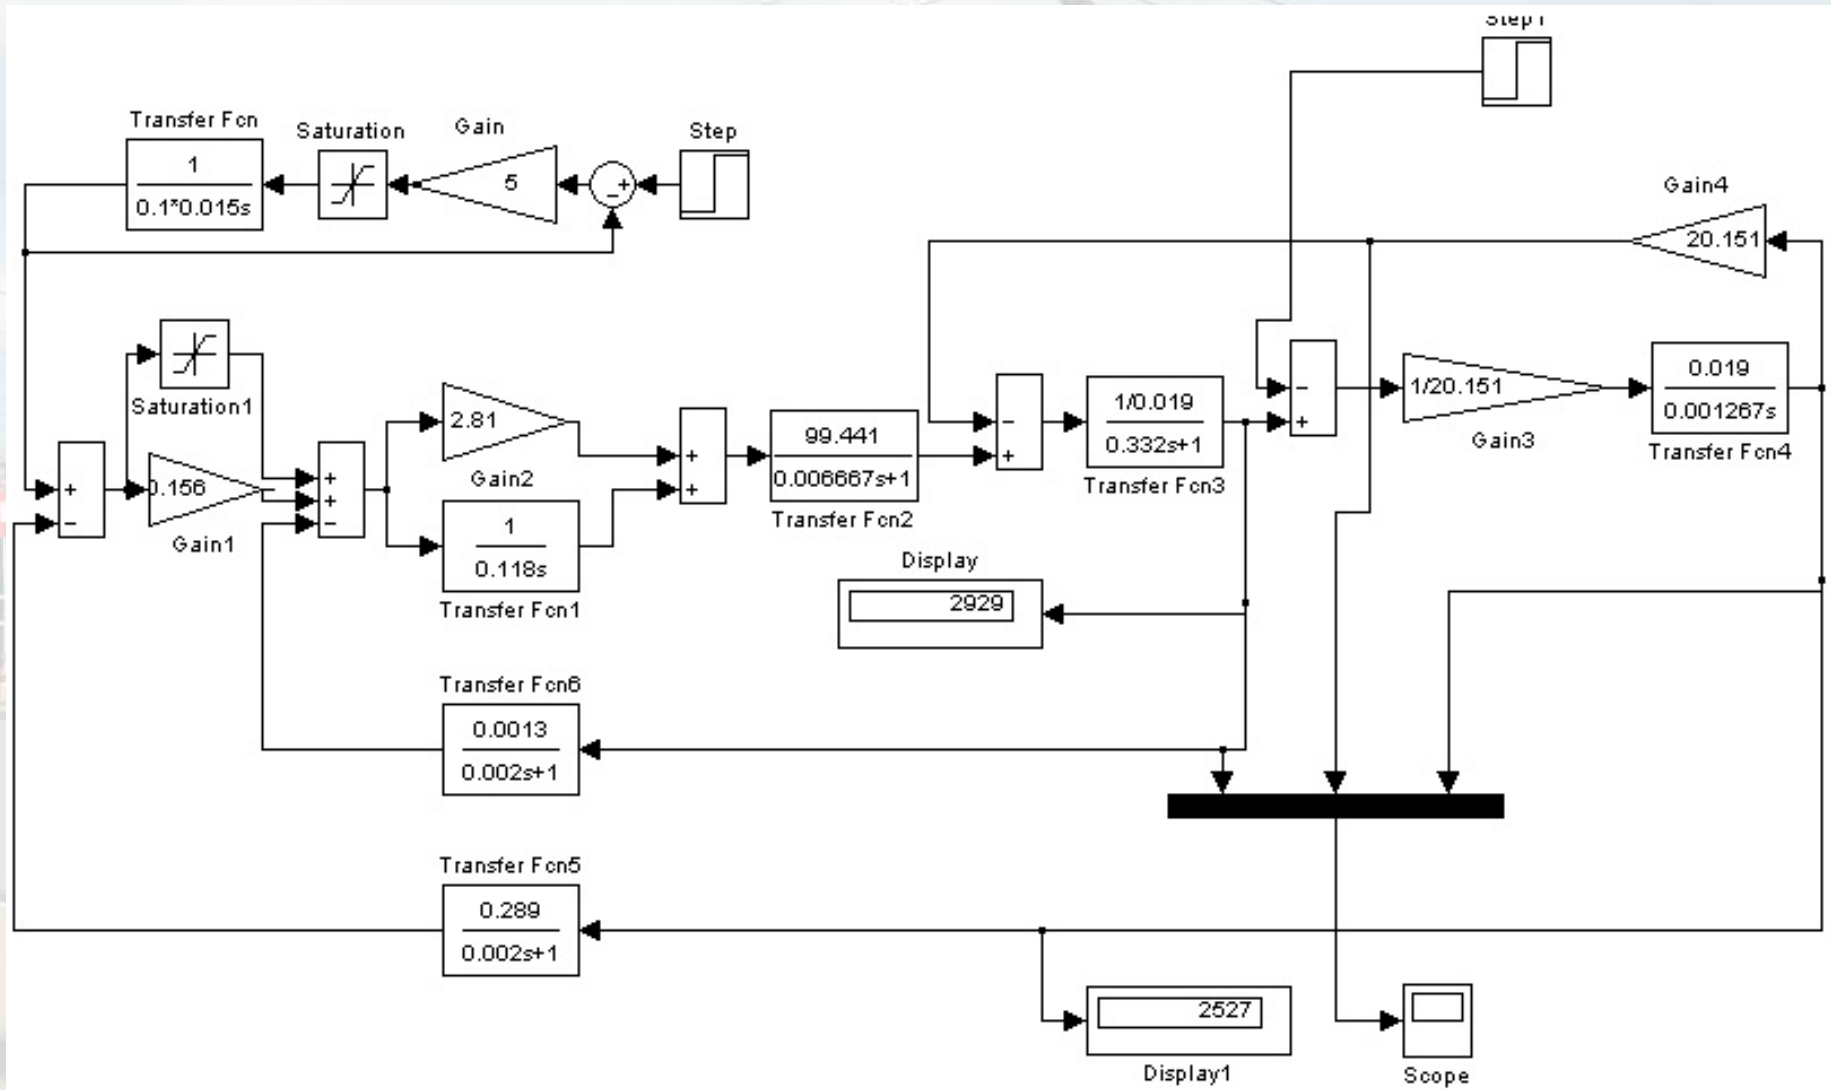 Step1
Transfer Fcn
Saturation
Gain
Step
1
0.1*0.015s
5
+
−
Gain4
20.151
Saturation1
+
−
0.156
Gain1
+
+
−
2.81
Gain2
1
0.118s
Transfer Fcn1
+
+
99.441
0.006667s+1
Transfer Fcn2
−
+
1/0.019
0.332s+1
Transfer Fcn3
−
+
1/20.151
Gain3
0.019
0.001267s
Transfer Fcn4
Display
2929
Transfer Fcn6
0.0013
0.002s+1
Transfer Fcn5
0.289
0.002s+1
2527
Display1
Scope